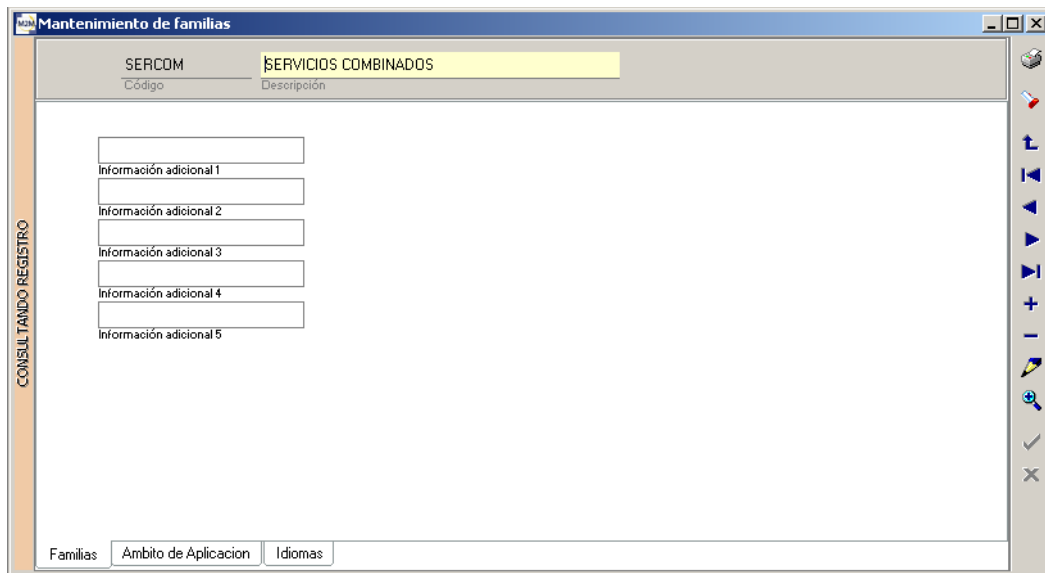 M2M Mantenimiento de familias
SERCOM SERVICIOS COMBINADOS
Código Descripción
Información adicional 1
Información adicional 2
Información adicional 3
Información adicional 4
Información adicional 5
CONSULTANDO REGISTRO
Familias Ambito de Aplicacion Idiomas